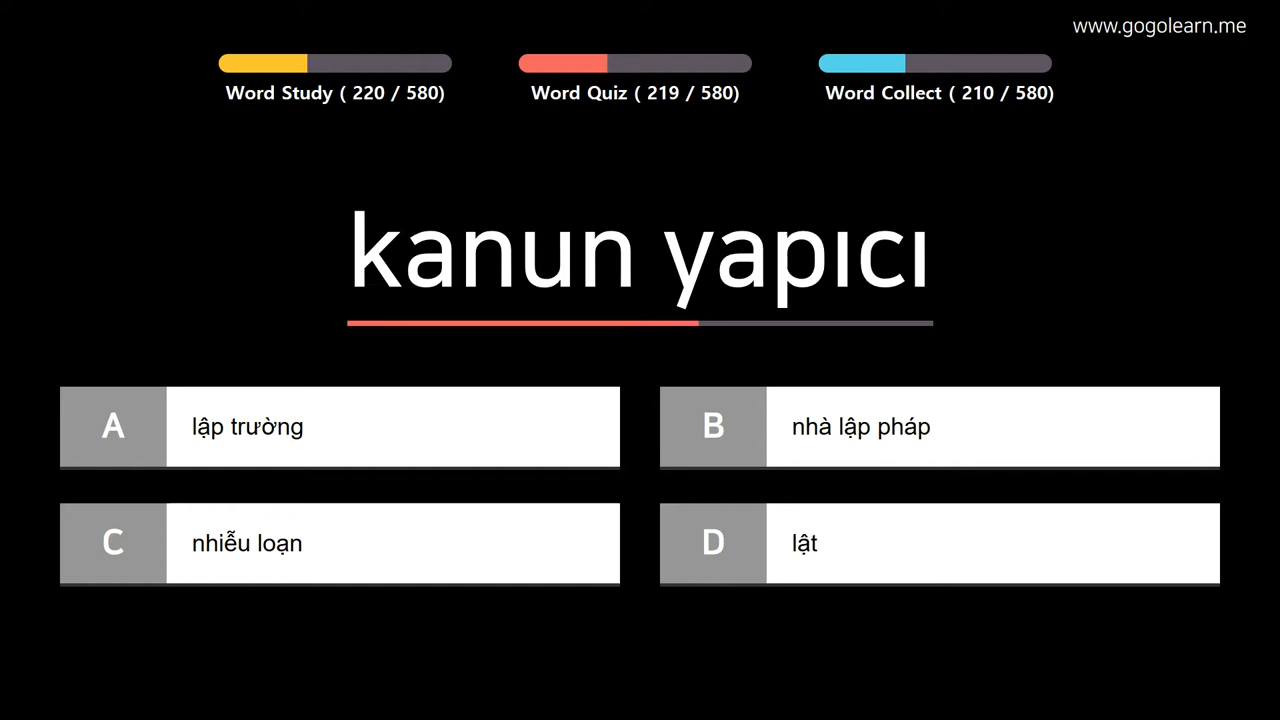 www.gogolearn.me
Word Study ( 220 / 580)
Word Quiz ( 219 / 580)
Word Collect ( 210 / 580)
kanun yapıcı
A lập trường
B nhà lập pháp
C nhiễu loạn
D lật